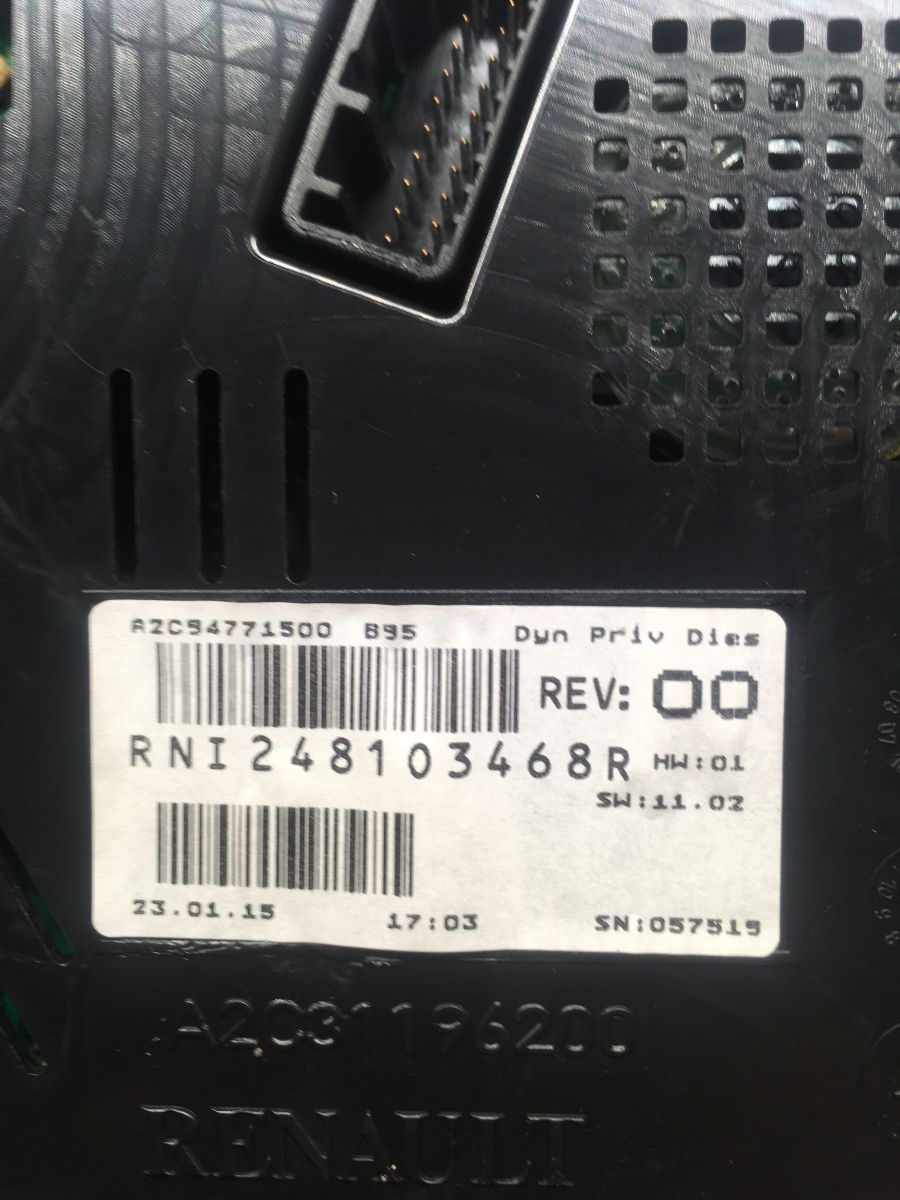 A2C94771500 B95 Dyn Priv Dies
REV: 00
RNI248103468R HW:01
SW:11.02
23.01.15 17:03 SN:057519
A2C31196200
RENAULT